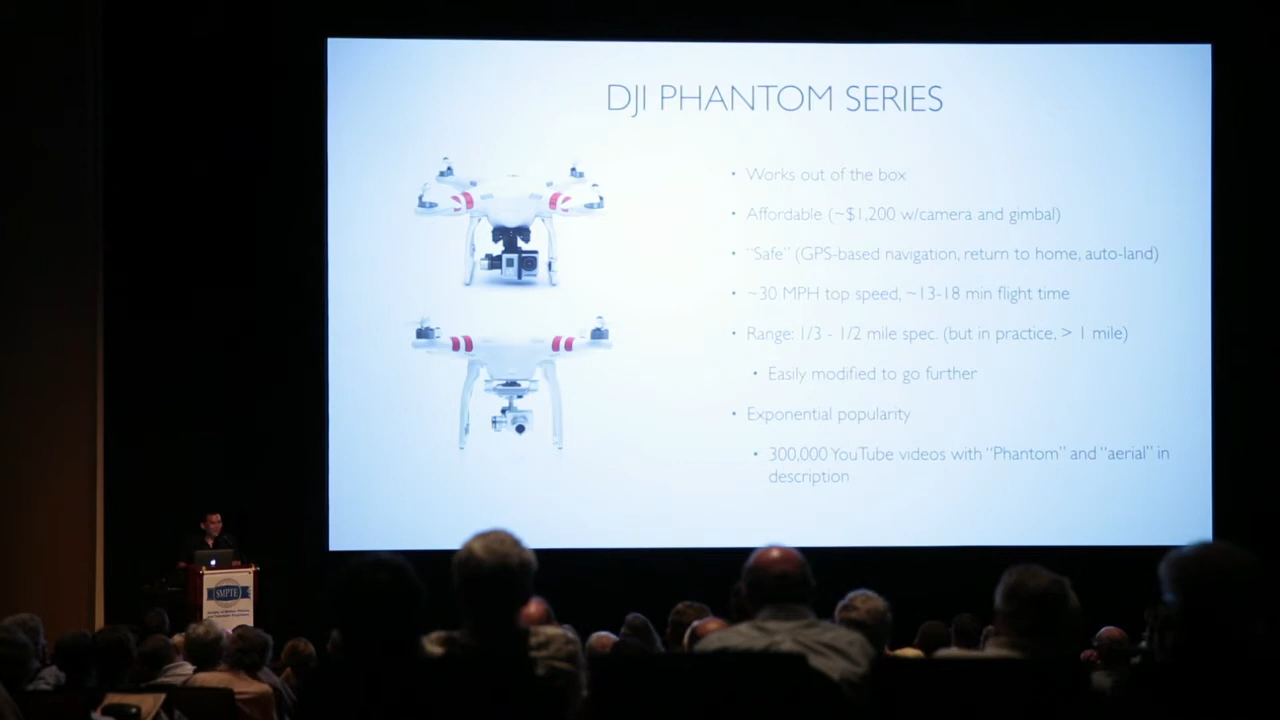 DJI PHANTOM SERIES
• Works out of the box
• Affordable (~$1,200 w/camera and gimbal)
• "Safe" (GPS-based navigation, return to home, auto-land)
• ~30 MPH top speed, ~13-18 min flight time
• Range: 1/3 - 1/2 mile spec. (but in practice, > 1 mile)
• Easily modified to go further
• Exponential popularity
• 300,000 YouTube videos with "Phantom" and "aerial" in
description
SMPTE